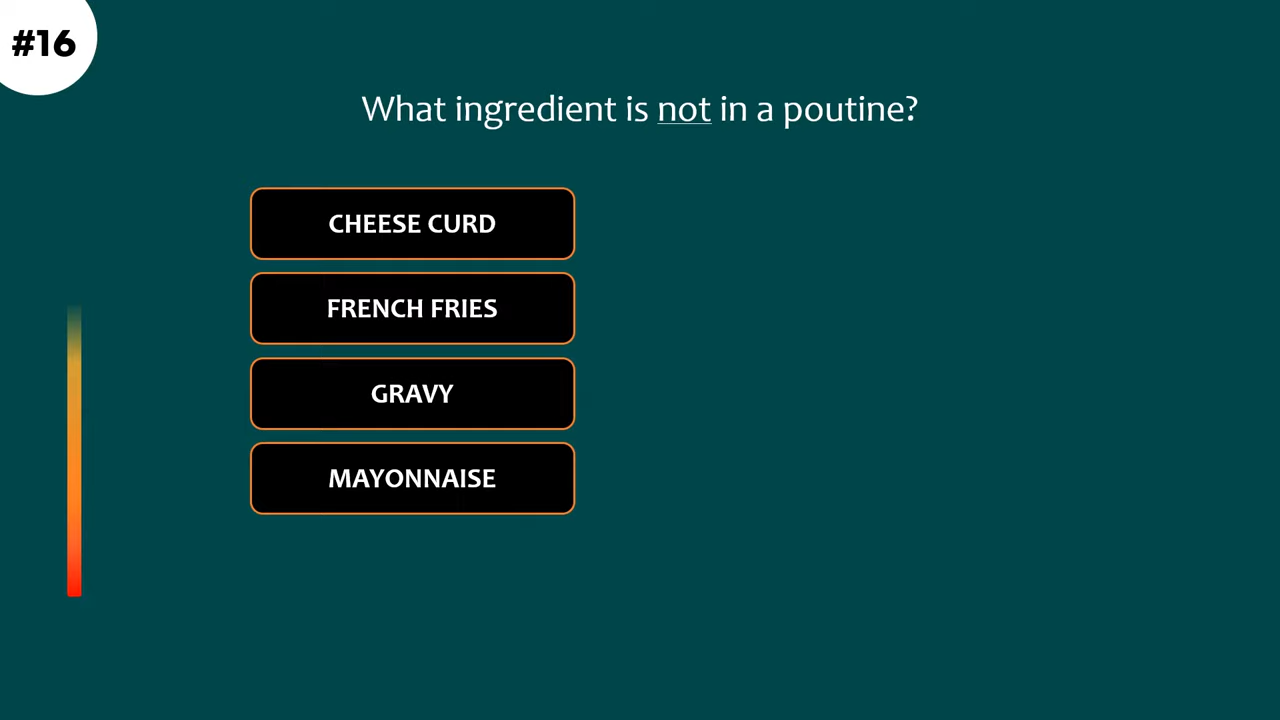 #16
What ingredient is not in a poutine?
CHEESE CURD
FRENCH FRIES
GRAVY
MAYONNAISE